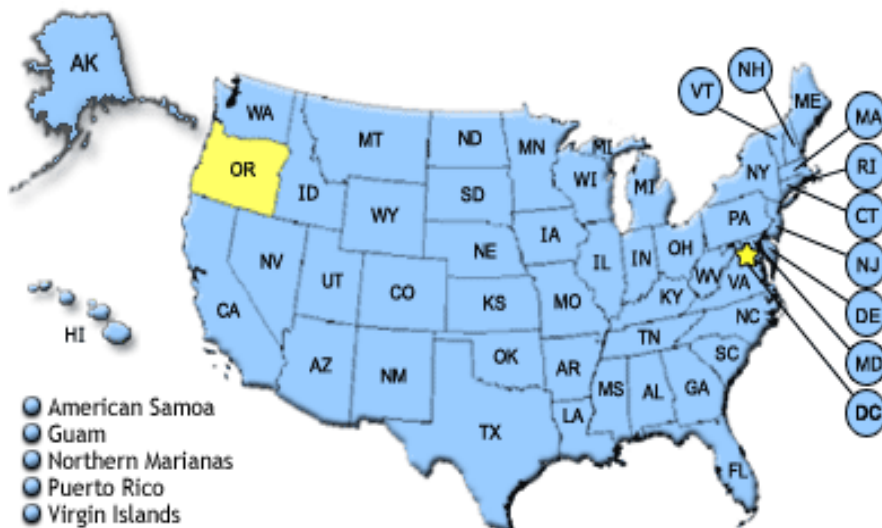 AK
NH
VT
ME
WA
MT
ND
MN
MI
MA
OR
ID
SD
WI
MI
NY
RI
WY
IA
PA
CT
NV
UT
CO
NE
IL
IN
OH
WV
VA
NJ
CA
KS
MO
KY
NC
DE
HI
AZ
NM
OK
AR
TN
SC
MD
MS
AL
GA
DC
TX
LA
FL
American Samoa
Guam
Northern Marianas
Puerto Rico
Virgin Islands